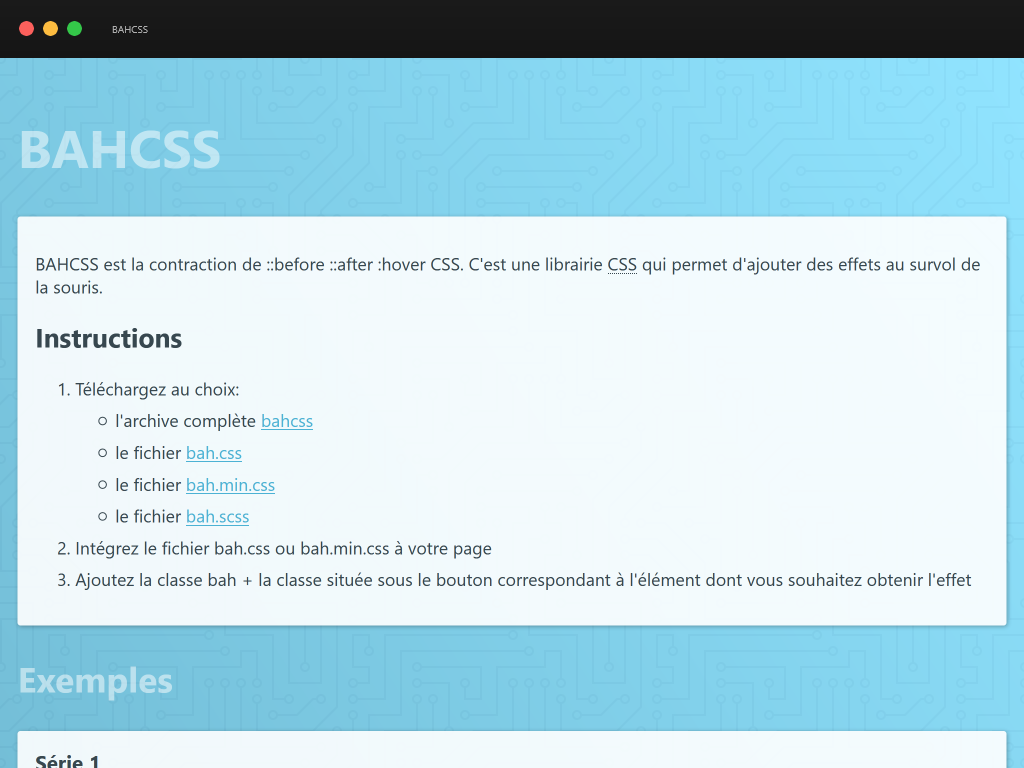 BAHCSS
BAHCSS
BAHCSS est la contraction de ::before ::after :hover CSS. C'est une librairie CSS qui permet d'ajouter des effets au survol de
la souris.
Instructions
1. Téléchargez au choix:
l'archive complète bahcss
le fichier bah.css
le fichier bah.min.css
le fichier bah.scss
2. Intégrez le fichier bah.css ou bah.min.css à votre page
3. Ajoutez la classe bah + la classe située sous le bouton correspondant à l'élément dont vous souhaitez obtenir l'effet
Exemples
Série 1